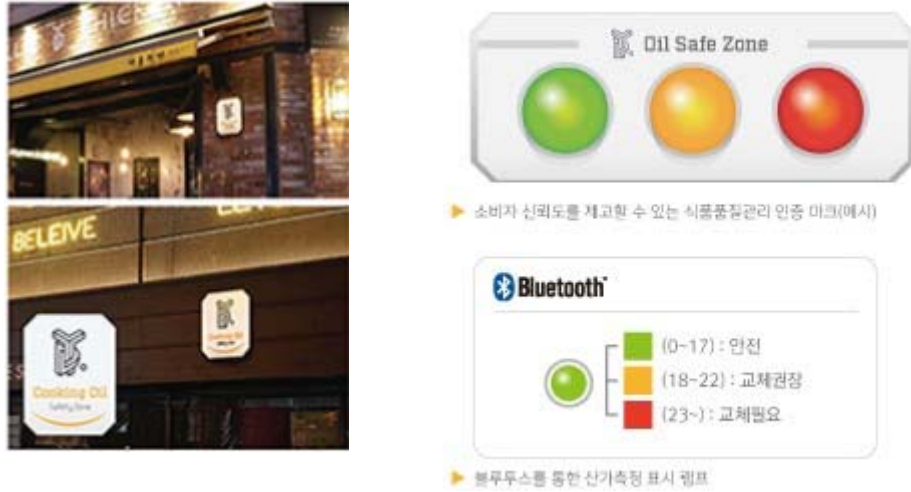 BELEIVE
Cooking Oil
Safety Zone
Oil Safe Zone
▶ 소비자 신뢰도를 제고할 수 있는 식품품질관리 인증 마크(예시)
Bluetooth
(0~17) : 안전
(18~22) : 교체권장
(23~) : 교체필요
▶ 블루투스를 통한 산가측정 표시 램프